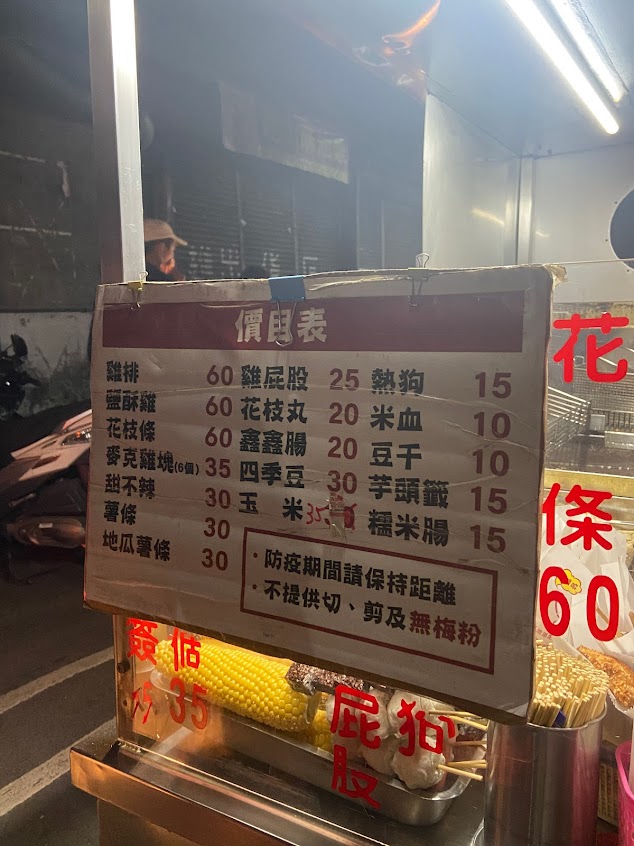 價目表
雞排 60
鹽酥雞 60
花枝條 60
麥克雞塊(6個) 35
甜不辣 30
薯條 30
地瓜薯條 30
雞屁股 25
花枝丸 20
鑫鑫腸 20
四季豆 30
玉米 35
熱狗 15
米血 10
豆干 10
芋頭籤 15
糯米腸 15
·防疫期間請保持距離
·不提供切、剪及無梅粉
花
條
60
簽
15
35
屁股
狗